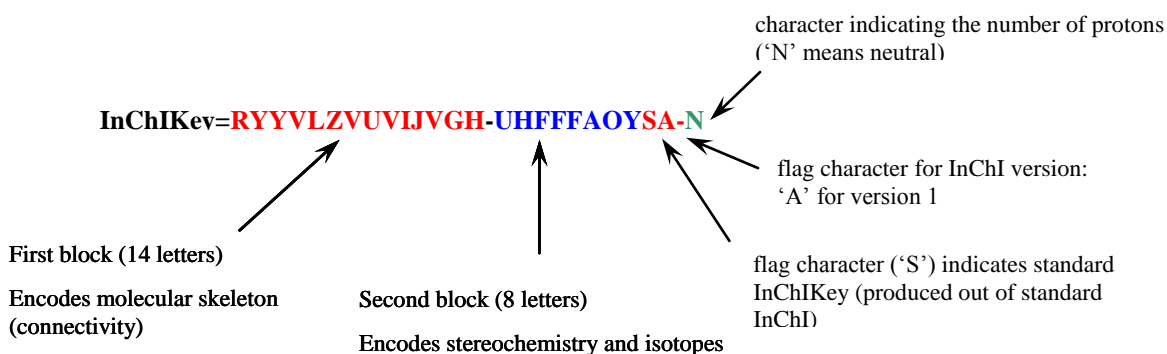 character indicating the number of protons
('N' means neutral)
InChIKey=RYYVLZVUVIJVGH-UHFFFAOYSA-N
flag character for InChI version:
'A' for version 1
First block (14 letters)
Encodes molecular skeleton
(connectivity)
Second block (8 letters)
Encodes stereochemistry and isotopes
flag character ('S') indicates standard
InChIKey (produced out of standard
InChI)